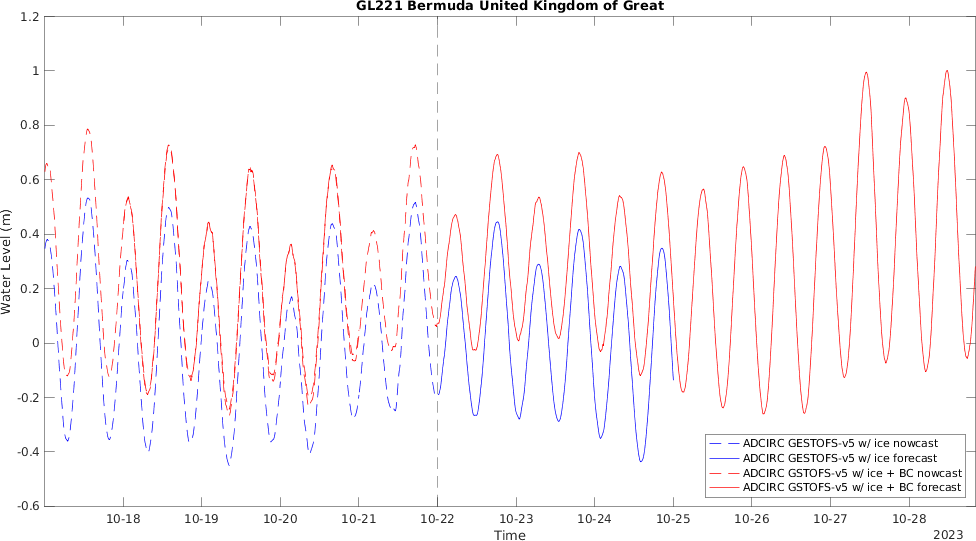 GL221 Bermuda United Kingdom of Great
1.2
1
0.8
0.6
0.4
0.2
0
-0.2
-0.4
-0.6
Water Level (m)
ADCIRC GESTOFS-v5 w/ ice nowcast
ADCIRC GESTOFS-v5 w/ ice forecast
ADCIRC GSTOFS-v5 w/ ice + BC nowcast
ADCIRC GSTOFS-v5 w/ ice + BC forecast
10-18 10-19 10-20 10-21 10-22 10-23 10-24 10-25 10-26 10-27 10-28
Time
2023